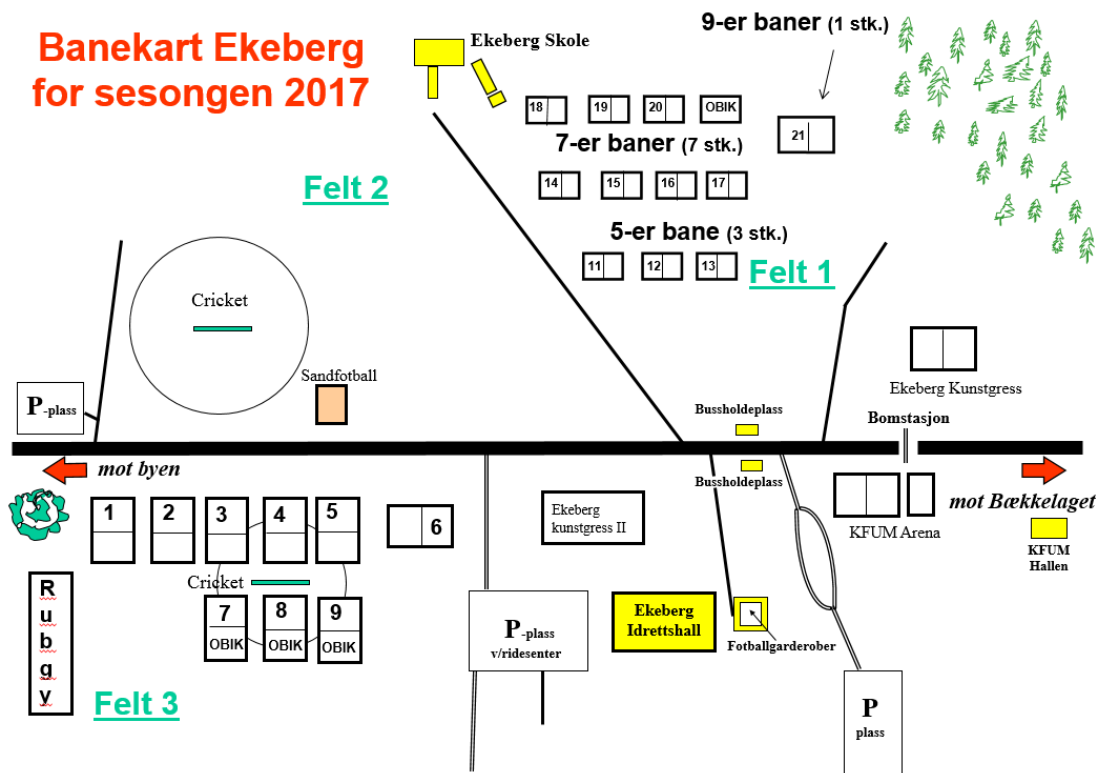 Banekart Ekeberg
for sesongen 2017
Ekeberg Skole
9-er baner (1 stk.)
18
19
20
OBIK
21
7-er baner (7 stk.)
14
15
16
17
Felt 2
5-er bane (3 stk.)
11
12
13
Felt 1
Cricket
Sandfotball
P-plass
Ekeberg Kunstgress
Bussholdeplass
Bomstasjon
mot byen
Bussholdeplass
mot Bækkelaget
1
2
3
4
5
6
Ekeberg
kunstgress II
KFUM Arena
KFUM
Hallen
Cricket
R
u
b
g
y
7
OBIK
8
OBIK
9
OBIK
P-plass
v/ridesenter
Ekeberg
Idrettshall
Fotballgarderober
Felt 3
P
plass